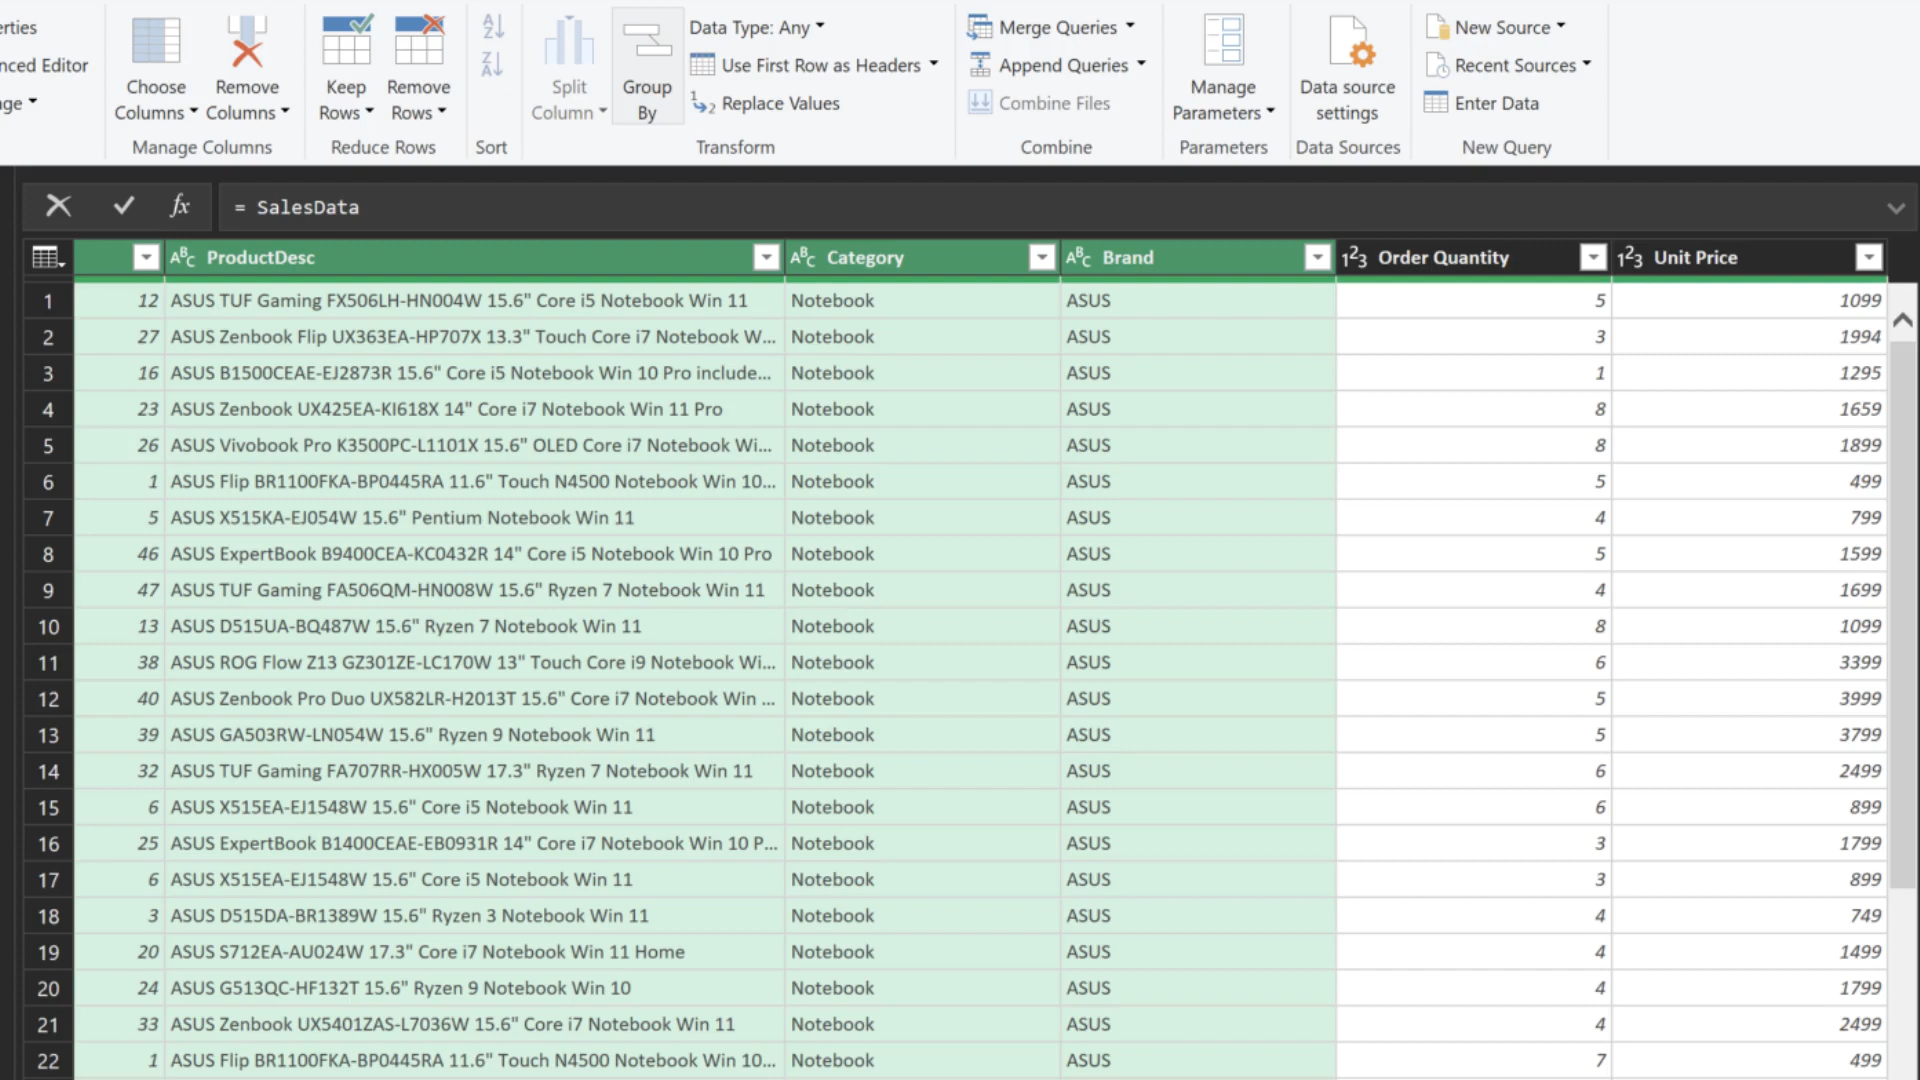 erties
nced Editor
ge
Choose Columns
Remove Columns
Manage Columns
Keep Rows
Remove Rows
Reduce Rows
Sort
Split Column
Group By
Data Type: Any
Use First Row as Headers
Replace Values
Transform
Merge Queries
Append Queries
Combine Files
Combine
Manage Parameters
Parameters
Data source settings
Data Sources
New Source
Recent Sources
Enter Data
New Query
fx = SalesData
ABC ProductDesc ABC Category ABC Brand 123 Order Quantity 123 Unit Price
1 12 ASUS TUF Gaming FX506LH-HN004W 15.6" Core i5 Notebook Win 11 Notebook ASUS 5 1099
2 27 ASUS Zenbook Flip UX363EA-HP707X 13.3" Touch Core i7 Notebook W... Notebook ASUS 3 1994
3 16 ASUS B1500CEAE-EJ2873R 15.6" Core i5 Notebook Win 10 Pro include... Notebook ASUS 1 1295
4 23 ASUS Zenbook UX425EA-KI618X 14" Core i7 Notebook Win 11 Pro Notebook ASUS 8 1659
5 26 ASUS Vivobook Pro K3500PC-L1101X 15.6" OLED Core i7 Notebook Wi... Notebook ASUS 8 1899
6 1 ASUS Flip BR1100FKA-BP0445RA 11.6" Touch N4500 Notebook Win 10... Notebook ASUS 5 499
7 5 ASUS X515KA-EJ054W 15.6" Pentium Notebook Win 11 Notebook ASUS 4 799
8 46 ASUS ExpertBook B9400CEA-KC0432R 14" Core i5 Notebook Win 10 Pro Notebook ASUS 5 1599
9 47 ASUS TUF Gaming FA506QM-HN008W 15.6" Ryzen 7 Notebook Win 11 Notebook ASUS 4 1699
10 13 ASUS D515UA-BQ487W 15.6" Ryzen 7 Notebook Win 11 Notebook ASUS 8 1099
11 38 ASUS ROG Flow Z13 GZ301ZE-LC170W 13" Touch Core i9 Notebook Wi... Notebook ASUS 6 3399
12 40 ASUS Zenbook Pro Duo UX582LR-H2013T 15.6" Core i7 Notebook Win ... Notebook ASUS 5 3999
13 39 ASUS GA503RW-LN054W 15.6" Ryzen 9 Notebook Win 11 Notebook ASUS 5 3799
14 32 ASUS TUF Gaming FA707RR-HX005W 17.3" Ryzen 7 Notebook Win 11 Notebook ASUS 6 2499
15 6 ASUS X515EA-EJ1548W 15.6" Core i5 Notebook Win 11 Notebook ASUS 6 899
16 25 ASUS ExpertBook B1400CEAE-EB0931R 14" Core i7 Notebook Win 10 P... Notebook ASUS 3 1799
17 6 ASUS X515EA-EJ1548W 15.6" Core i5 Notebook Win 11 Notebook ASUS 3 899
18 3 ASUS D515DA-BR1389W 15.6" Ryzen 3 Notebook Win 11 Notebook ASUS 4 749
19 20 ASUS S712EA-AU024W 17.3" Core i7 Notebook Win 11 Home Notebook ASUS 4 1499
20 24 ASUS G513QC-HF132T 15.6" Ryzen 9 Notebook Win 10 Notebook ASUS 4 1799
21 33 ASUS Zenbook UX5401ZAS-L7036W 15.6" Core i7 Notebook Win 11 Notebook ASUS 4 2499
22 1 ASUS Flip BR1100FKA-BP0445RA 11.6" Touch N4500 Notebook Win 10... Notebook ASUS 7 499